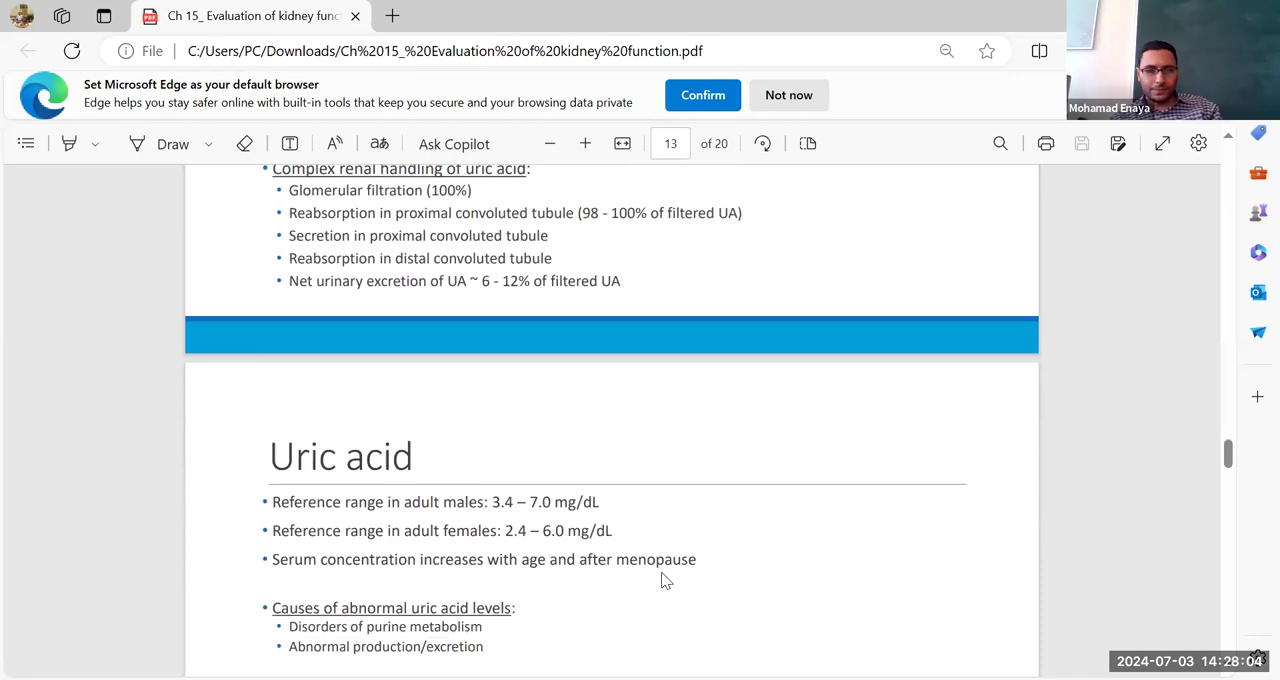 Ch 15_ Evaluation of kidney func
File
C:/Users/PC/Downloads/Ch%2015_%20Evaluation%20of%20kidney%20function.pdf
Set Microsoft Edge as your default browser
Edge helps you stay safer online with built-in tools that keep you secure and your browsing data private
Confirm
Not now
Mohamad Enaya
Draw
Ask Copilot
13
of 20
• Complex renal handling of uric acid:
• Glomerular filtration (100%)
• Reabsorption in proximal convoluted tubule (98 - 100% of filtered UA)
• Secretion in proximal convoluted tubule
• Reabsorption in distal convoluted tubule
• Net urinary excretion of UA ~ 6 - 12% of filtered UA
Uric acid
• Reference range in adult males: 3.4 – 7.0 mg/dL
• Reference range in adult females: 2.4 – 6.0 mg/dL
• Serum concentration increases with age and after menopause
• Causes of abnormal uric acid levels:
• Disorders of purine metabolism
• Abnormal production/excretion
2024-07-03 14:28:04